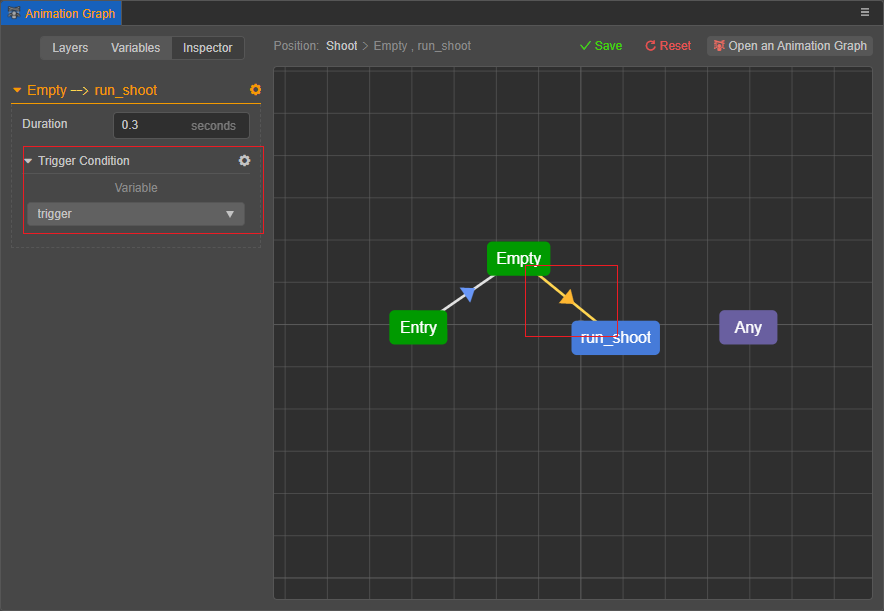 Animation Graph
Layers Variables Inspector
Position: Shoot > Empty , run_shoot
Save
Reset
Open an Animation Graph
Empty --> run_shoot
Duration 0.3 seconds
Trigger Condition
Variable
trigger
Empty
Entry
run_shoot
Any